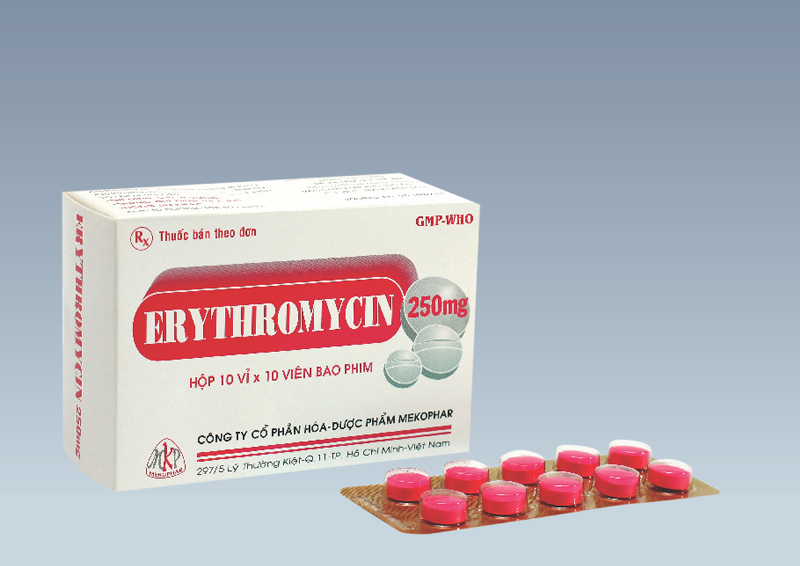 GMP-WHO
Rx Thuốc bán theo đơn
ERYTHROMYCIN 250mg
HỘP 10 VỈ x 10 VIÊN BAO PHIM
CÔNG TY CỔ PHẦN HÓA-DƯỢC PHẨM MEKOPHAR
297/5 Lý Thường Kiệt-Q.11-TP. Hồ Chí Minh-Việt Nam
MKP
MEKOPHAR
ERYTHROMYCIN 250mg